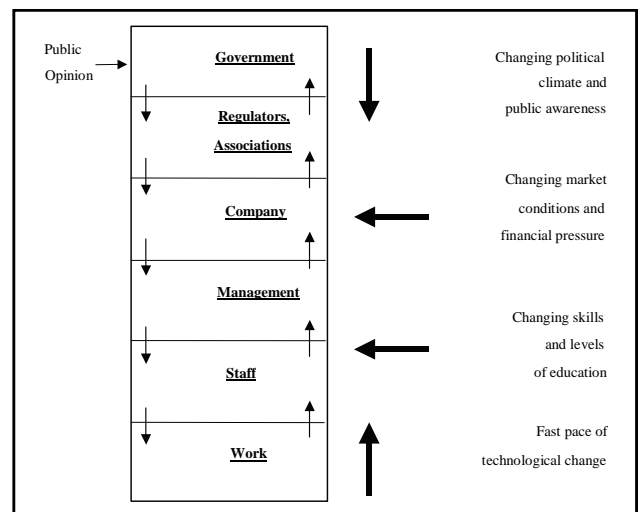 Public
Opinion
Government
Changing political
climate and
public awareness
Regulators,
Associations
Company
Changing market
conditions and
financial pressure
Management
Changing skills
and levels
of education
Staff
Work
Fast pace of
technological change